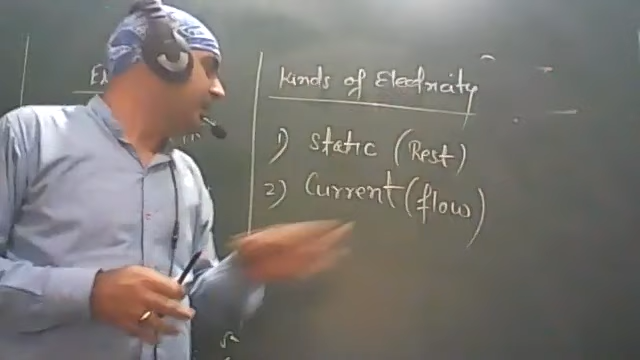 Kinds of Electricity
1) Static (Rest)
2) Current (flow)